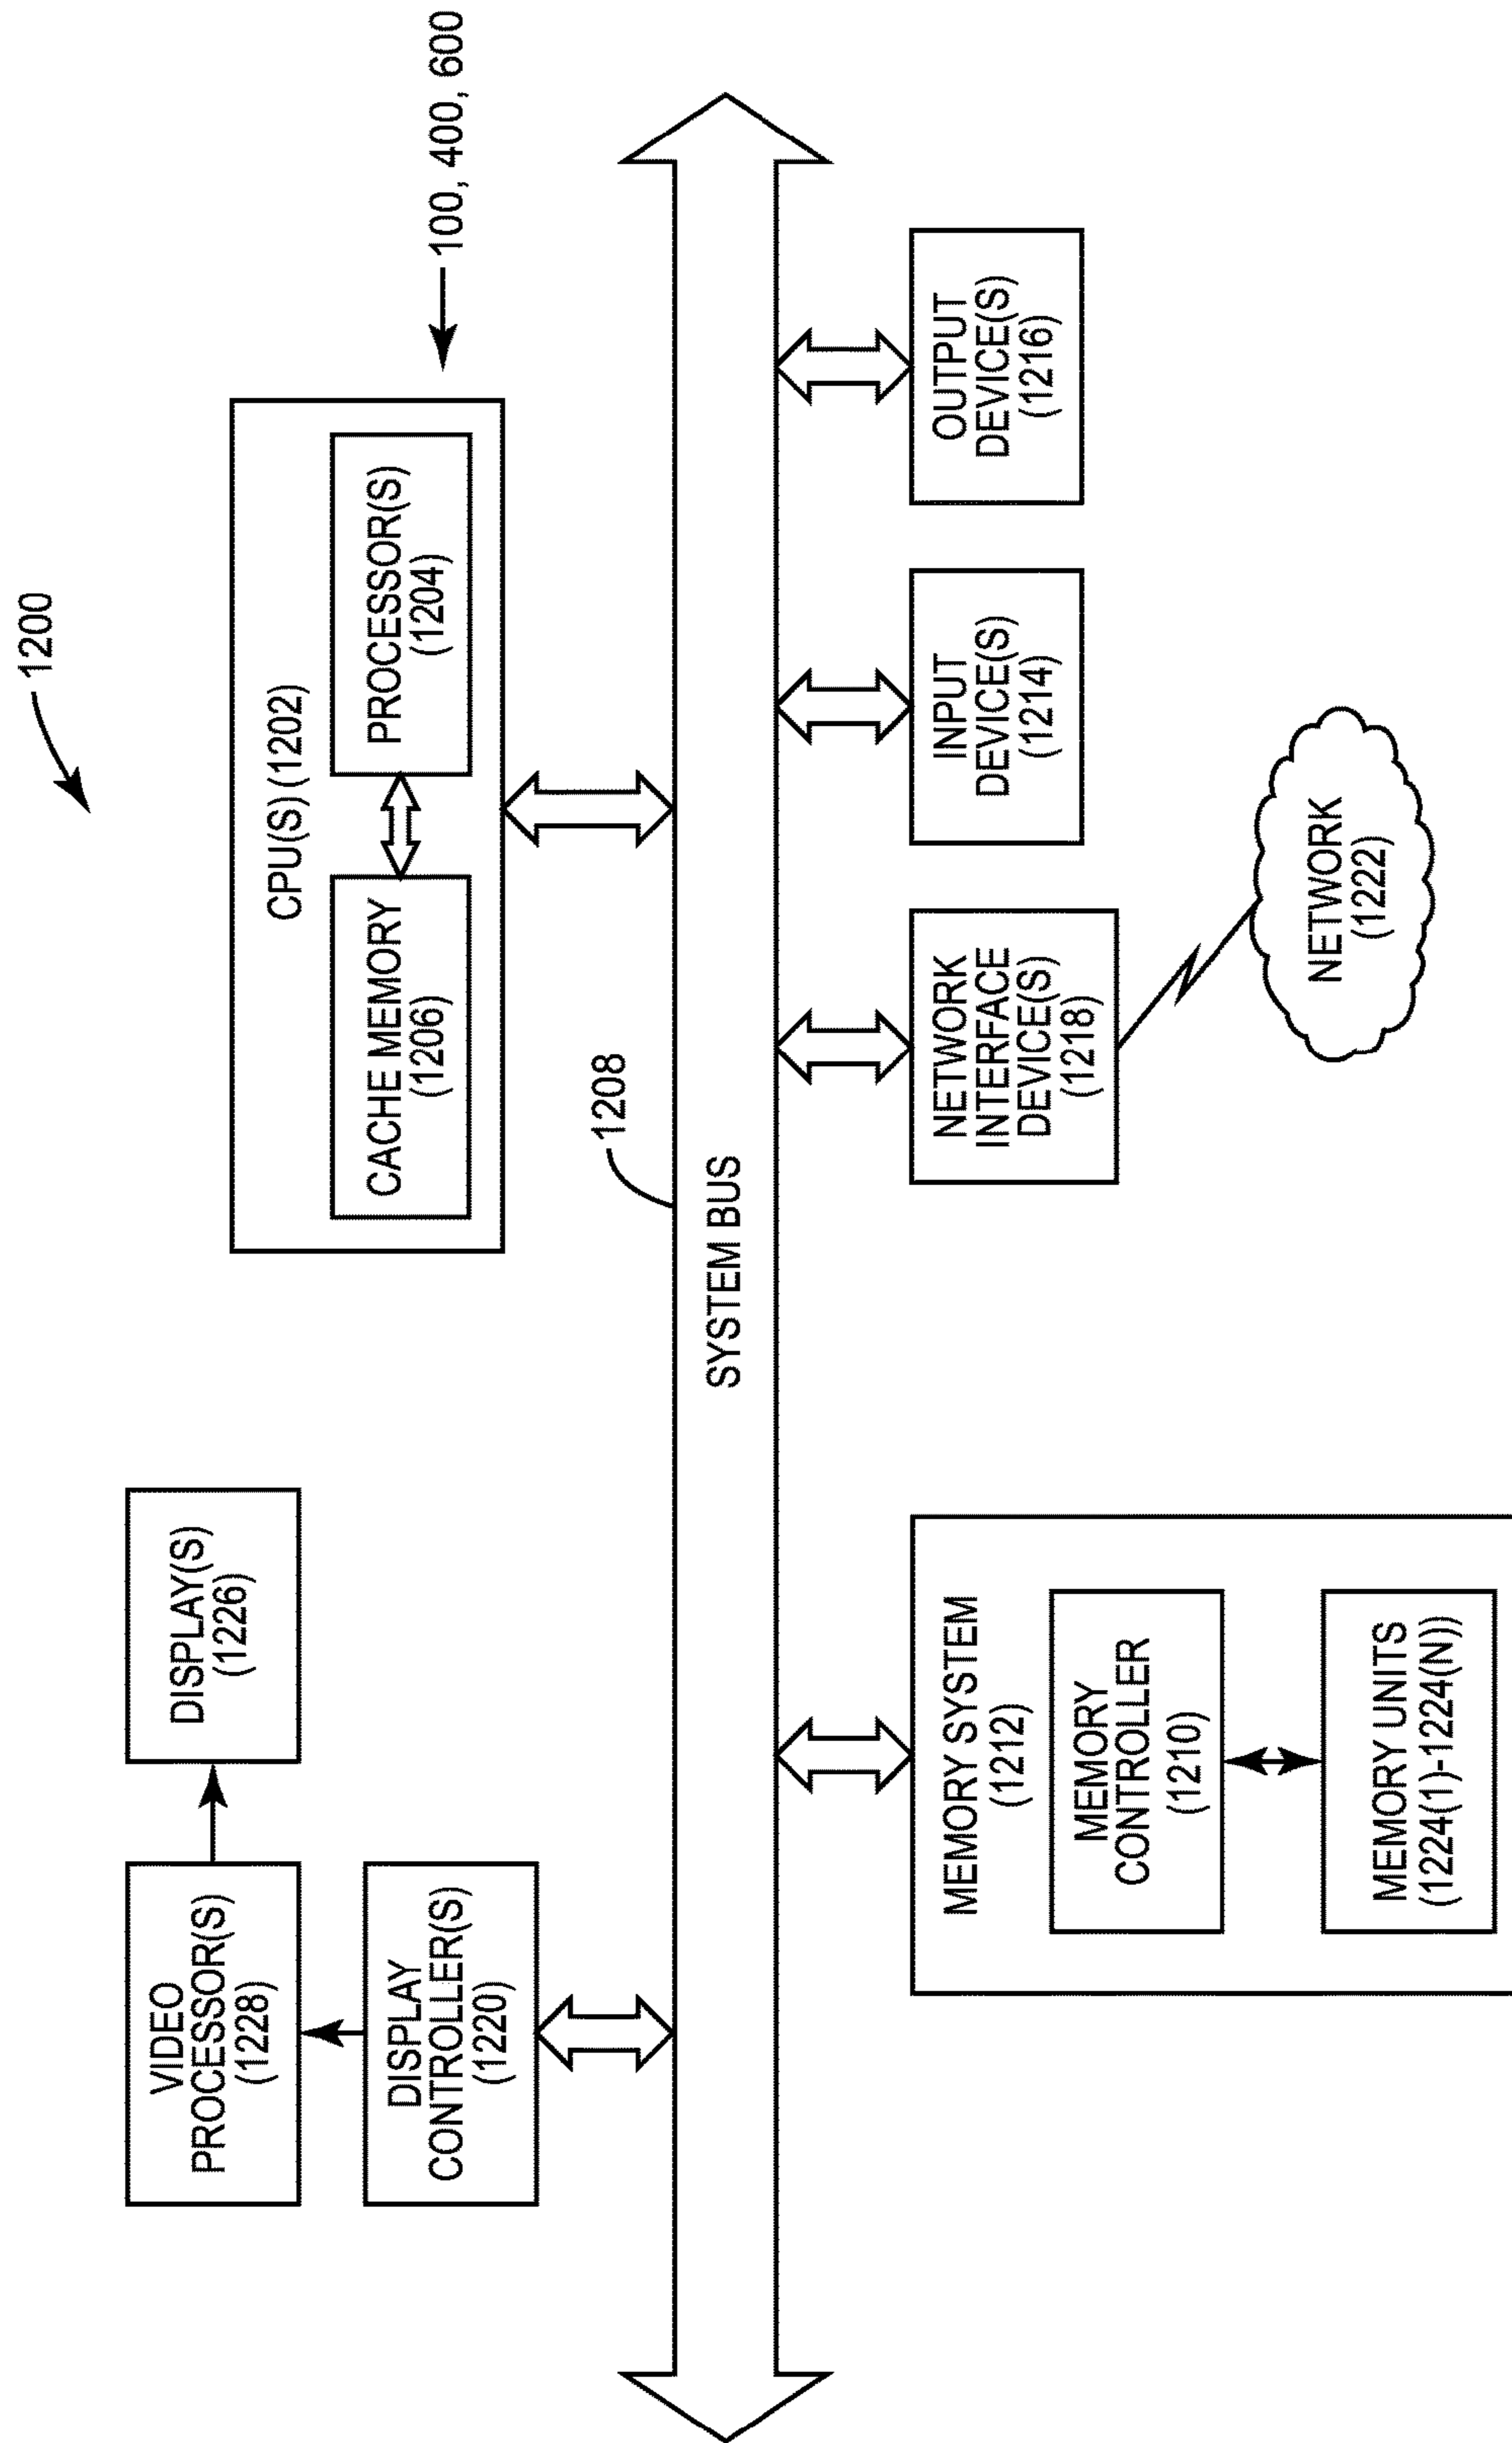 1200
VIDEO
PROCESSOR(S)
(1228)
DISPLAY(S)
(1226)
DISPLAY
CONTROLLER(S)
(1220)
CPU(S) (1202)
CACHE MEMORY
(1206)
PROCESSOR(S)
(1204)
100, 400, 600
1208
SYSTEM BUS
MEMORY SYSTEM
(1212)
MEMORY
CONTROLLER
(1210)
MEMORY UNITS
(1224(1)-1224(N))
NETWORK
INTERFACE
DEVICE(S)
(1218)
INPUT
DEVICE(S)
(1214)
OUTPUT
DEVICE(S)
(1216)
NETWORK
(1222)